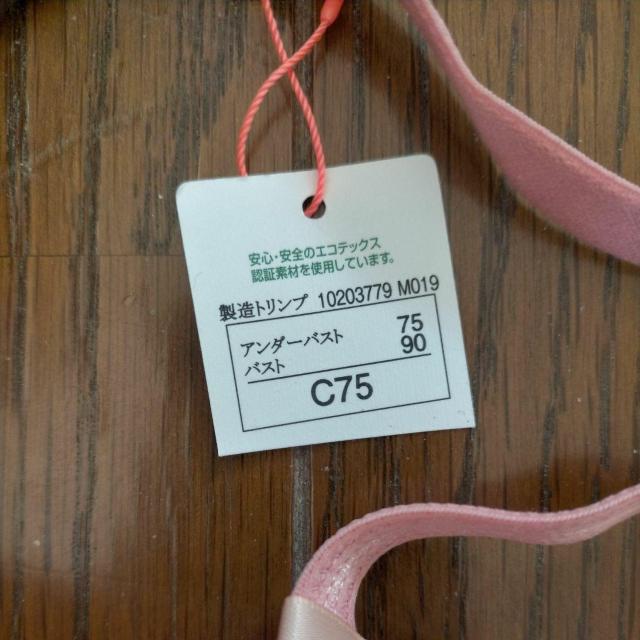 安心・安全のエコテックス
認証素材を使用しています。
製造トリンプ 10203779 M019
アンダーバスト 75
バスト 90
C75